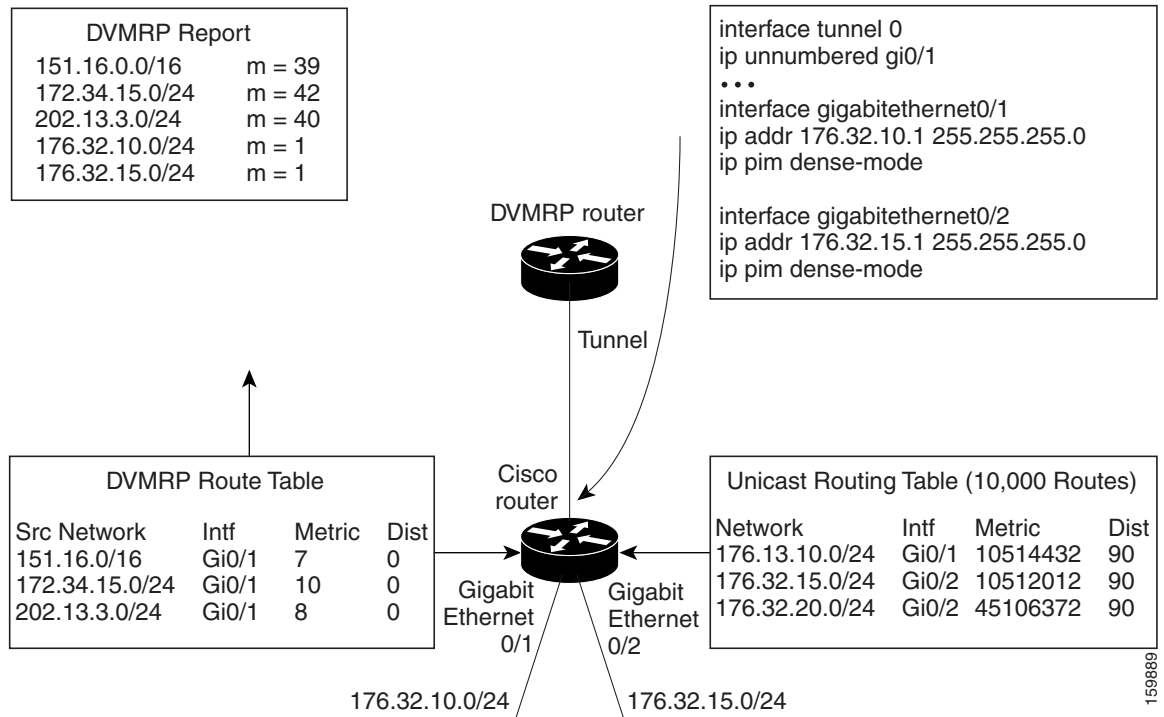 DVMRP Report
151.16.0.0/16 m = 39
172.34.15.0/24 m = 42
202.13.3.0/24 m = 40
176.32.10.0/24 m = 1
176.32.15.0/24 m = 1
interface tunnel 0
ip unnumbered gi0/1
• • •
interface gigabitethernet0/1
ip addr 176.32.10.1 255.255.255.0
ip pim dense-mode
interface gigabitethernet0/2
ip addr 176.32.15.1 255.255.255.0
ip pim dense-mode
DVMRP router
Tunnel
DVMRP Route Table
Src Network Intf Metric Dist
151.16.0/16 Gi0/1 7 0
172.34.15.0/24 Gi0/1 10 0
202.13.3.0/24 Gi0/1 8 0
Cisco
router
Gigabit
Ethernet
0/1
Gigabit
Ethernet
0/2
Unicast Routing Table (10,000 Routes)
Network Intf Metric Dist
176.13.10.0/24 Gi0/1 10514432 90
176.32.15.0/24 Gi0/2 10512012 90
176.32.20.0/24 Gi0/2 45106372 90
176.32.10.0/24
176.32.15.0/24
159889